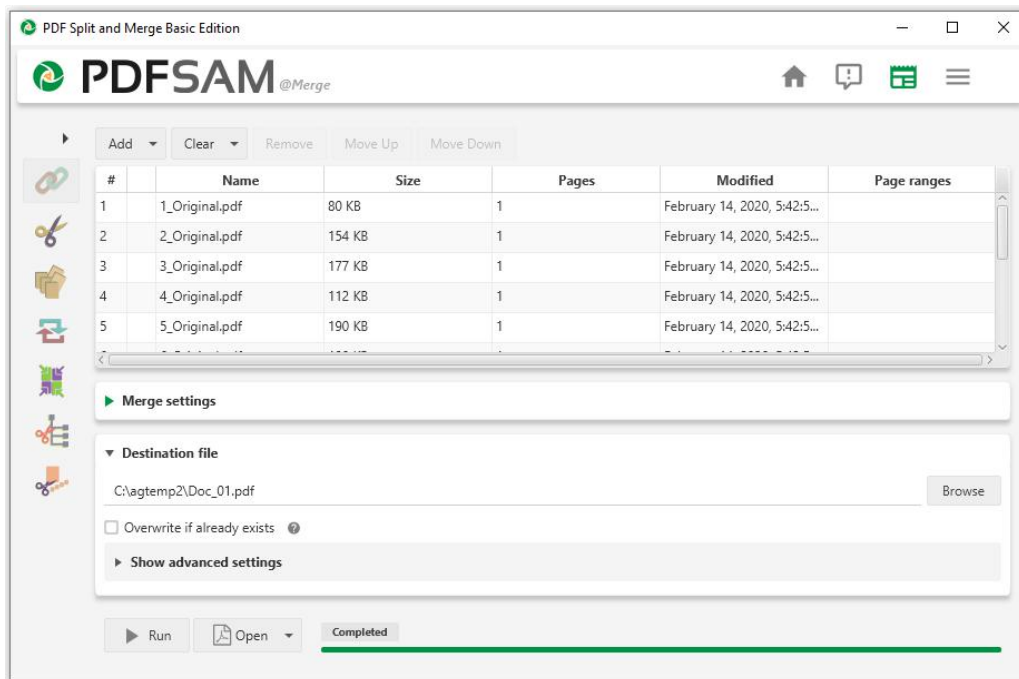 PDF Split and Merge Basic Edition
PDFSAM @Merge
Add Clear Remove Move Up Move Down
# Name Size Pages Modified Page ranges
1 1_Original.pdf 80 KB 1 February 14, 2020, 5:42:5...
2 2_Original.pdf 154 KB 1 February 14, 2020, 5:42:5...
3 3_Original.pdf 177 KB 1 February 14, 2020, 5:42:5...
4 4_Original.pdf 112 KB 1 February 14, 2020, 5:42:5...
5 5_Original.pdf 190 KB 1 February 14, 2020, 5:42:5...
Merge settings
Destination file
C:\agtemp2\Doc_01.pdf Browse
Overwrite if already exists ?
Show advanced settings
Run Open Completed